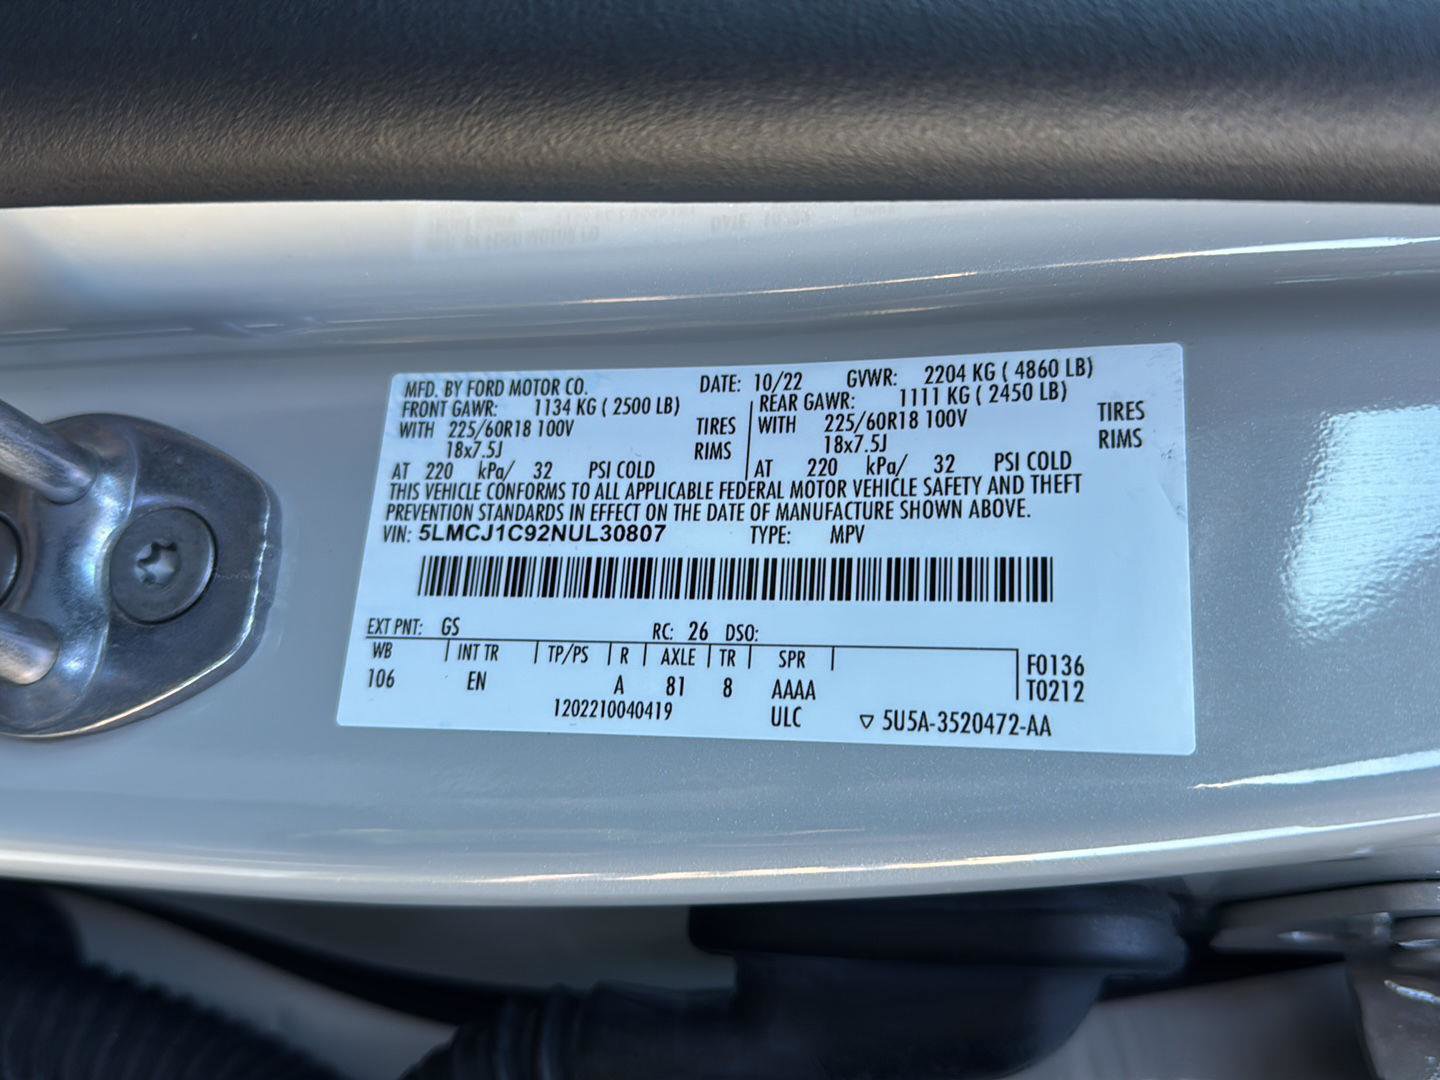 MFD. BY FORD MOTOR CO. DATE: 10/22 GVWR: 2204 KG ( 4860 LB)
FRONT GAWR: 1134 KG ( 2500 LB) REAR GAWR: 1111 KG ( 2450 LB)
WITH 225/60R18 100V TIRES WITH 225/60R18 100V TIRES
18x7.5J RIMS 18x7.5J RIMS
AT 220 kPa/ 32 PSI COLD AT 220 kPa/ 32 PSI COLD
THIS VEHICLE CONFORMS TO ALL APPLICABLE FEDERAL MOTOR VEHICLE SAFETY AND THEFT
PREVENTION STANDARDS IN EFFECT ON THE DATE OF MANUFACTURE SHOWN ABOVE.
VIN: 5LMCJ1C92NUL30807 TYPE: MPV
EXT PNT: GS RC: 26 DSO:
WB INT TR TP/PS R AXLE TR SPR F0136
106 EN A 81 8 AAAA T0212
1202210040419 ULC ▽ 5U5A-3520472-AA